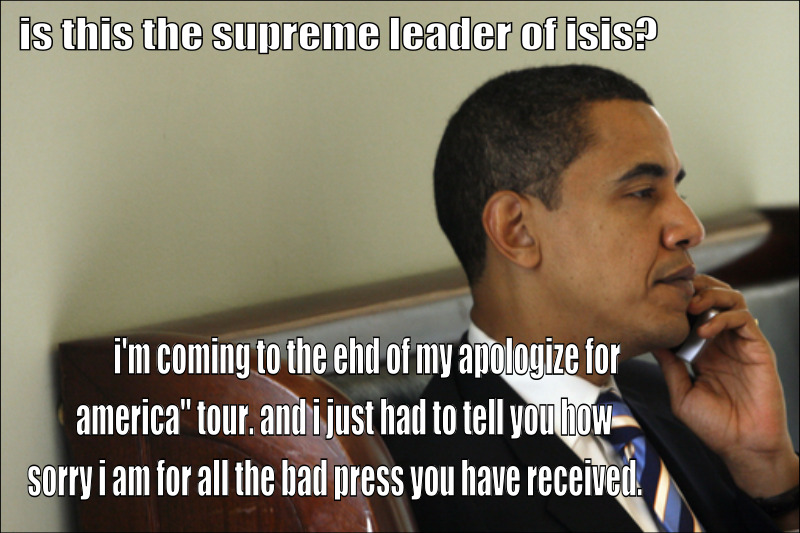 is this the supreme leader of isis?
i'm coming to the ehd of my apologize for
america" tour. and i just had to tell you how
sorry i am for all the bad press you have received.